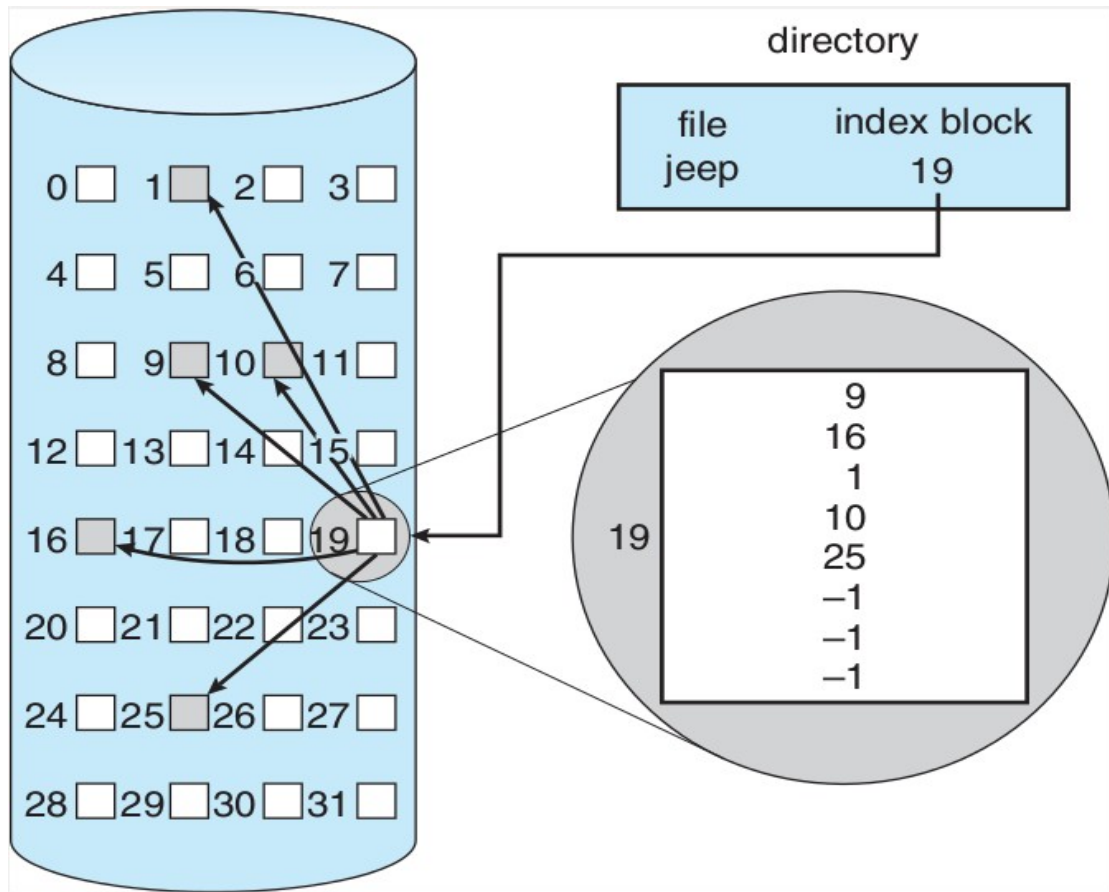 directory
file index block
jeep 19
0 1 2 3
4 5 6 7
8 9 10 11
12 13 14 15
16 17 18 19
20 21 22 23
24 25 26 27
28 29 30 31
19
9
16
1
10
25
–1
–1
–1